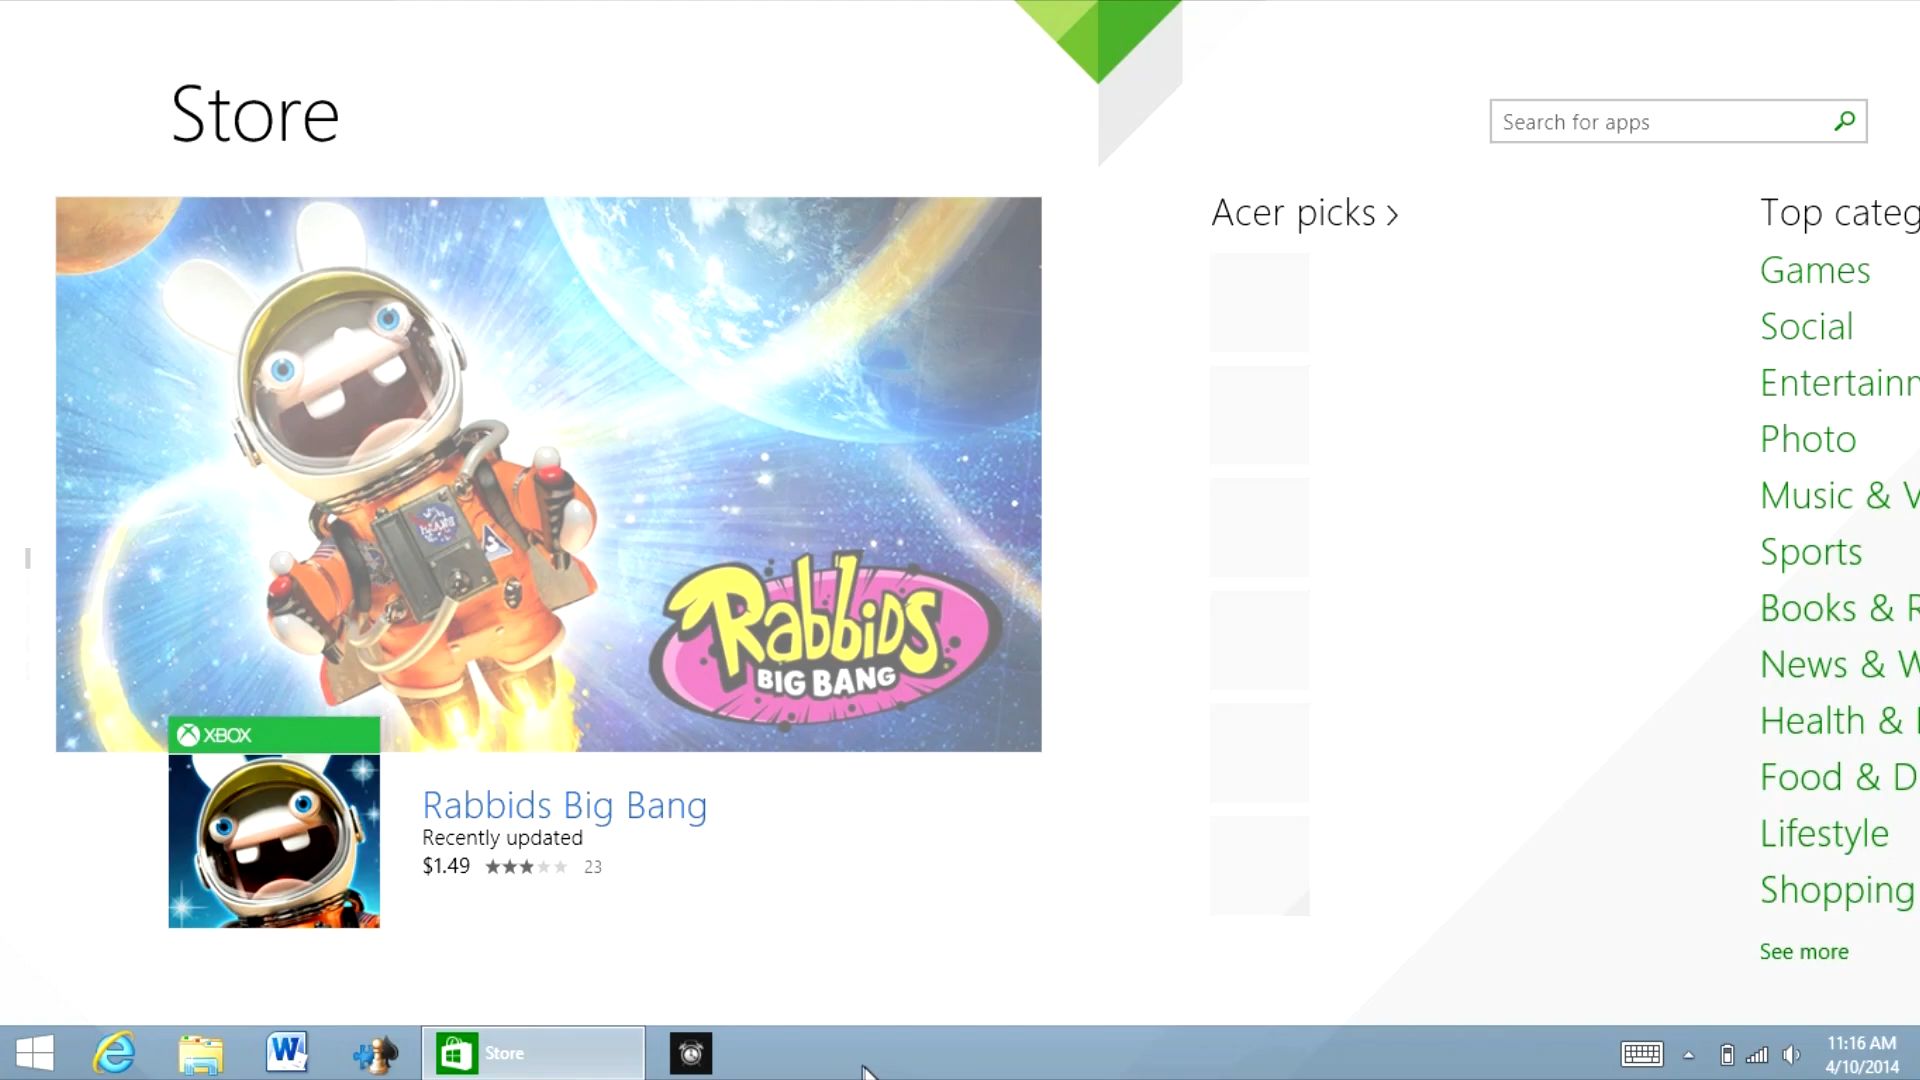 Store
Search for apps
Rabbids
BIG BANG
XBOX
Rabbids Big Bang
Recently updated
$1.49 23
Acer picks ›
Top categ
Games
Social
Entertainm
Photo
Music & V
Sports
Books & R
News & W
Health &
Food & D
Lifestyle
Shopping
See more
W
Store
11:16 AM
4/10/2014